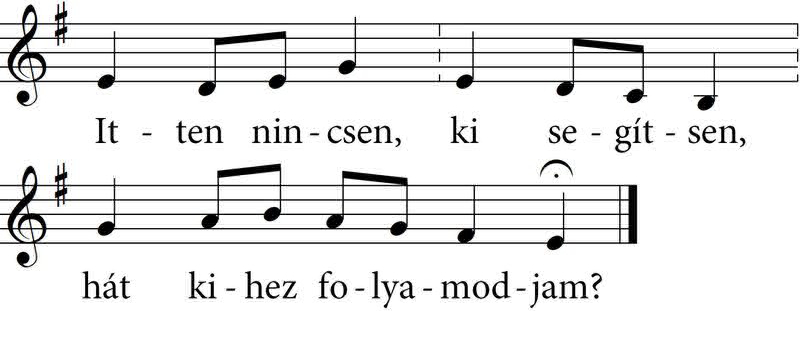 It - ten nin - csen, ki se - gít - sen,
hát ki - hez fo - lya - mod - jam?